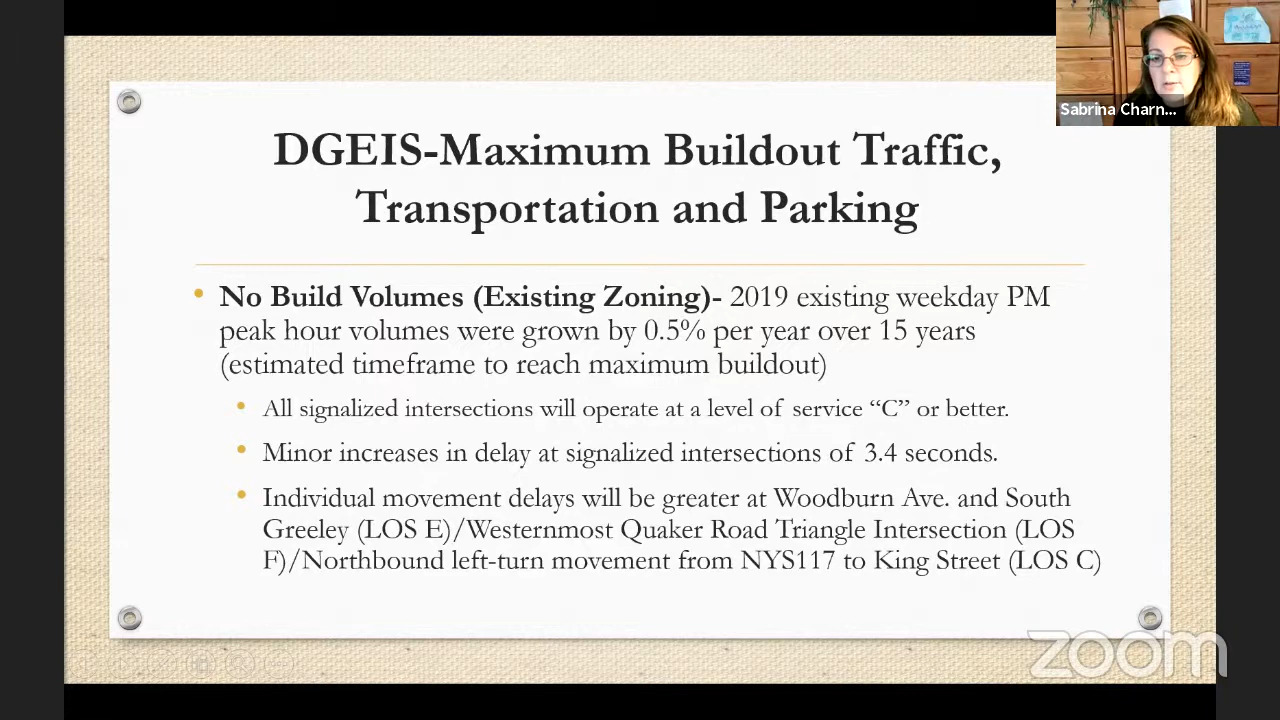 Sabrina Charn...
DGEIS-Maximum Buildout Traffic,
Transportation and Parking
• No Build Volumes (Existing Zoning)- 2019 existing weekday PM
peak hour volumes were grown by 0.5% per year over 15 years
(estimated timeframe to reach maximum buildout)
• All signalized intersections will operate at a level of service “C” or better.
• Minor increases in delay at signalized intersections of 3.4 seconds.
• Individual movement delays will be greater at Woodburn Ave. and South
Greeley (LOS E)/Westernmost Quaker Road Triangle Intersection (LOS
F)/Northbound left-turn movement from NYS117 to King Street (LOS C)
zoom